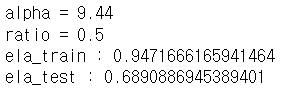 alpha = 9.44
ratio = 0.5
ela_train : 0.9471666165941464
ela_test : 0.6890886945389401